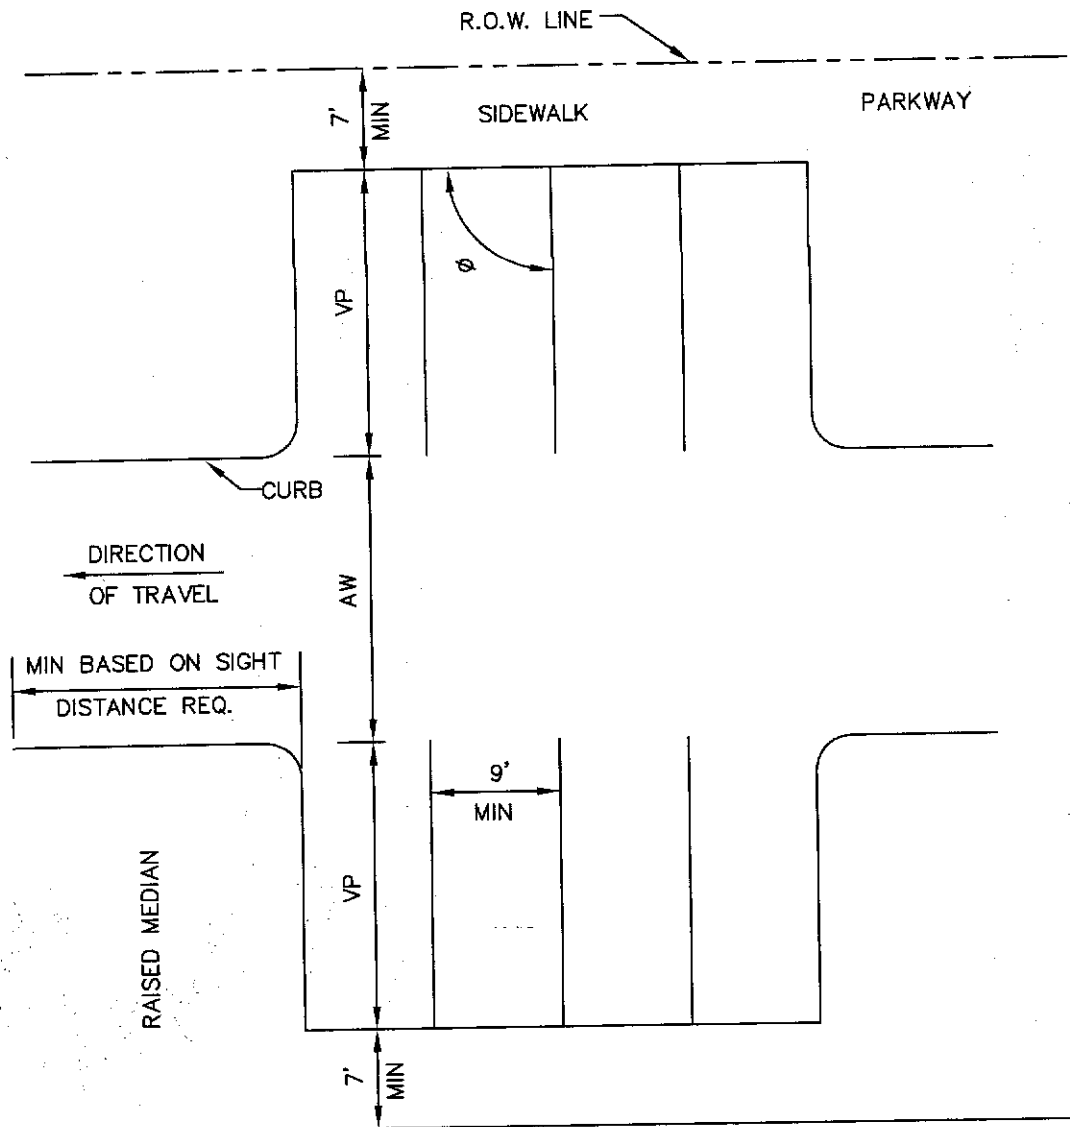 R.O.W. LINE
7'
MIN
SIDEWALK
PARKWAY
VP
Ø
CURB
DIRECTION
OF TRAVEL
AW
MIN BASED ON SIGHT
DISTANCE REQ.
9'
MIN
VP
RAISED MEDIAN
7'
MIN